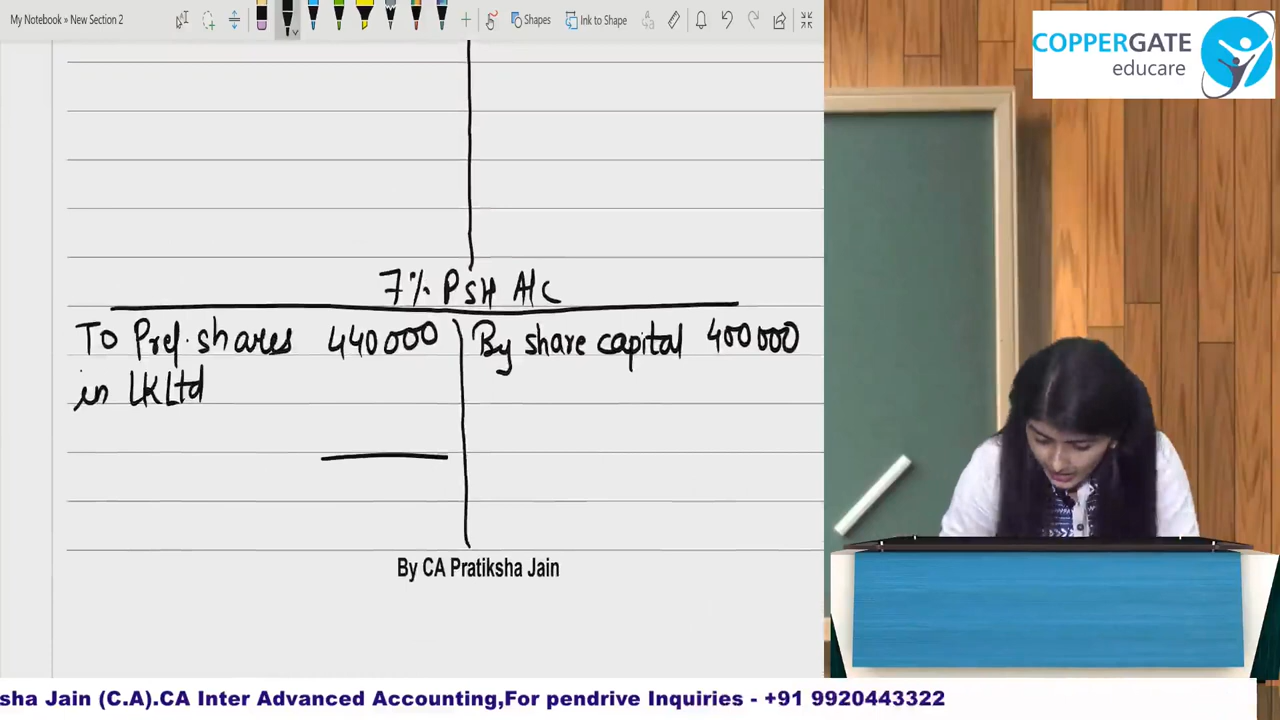 My Notebook » New Section 2
Shapes
Ink to Shape
COPPERGATE
educare
7% PSH A/C
To Pref. shares 440000 By share capital 400000
in LK Ltd
By CA Pratiksha Jain
sha Jain (C.A).CA Inter Advanced Accounting,For pendrive Inquiries - +91 9920443322